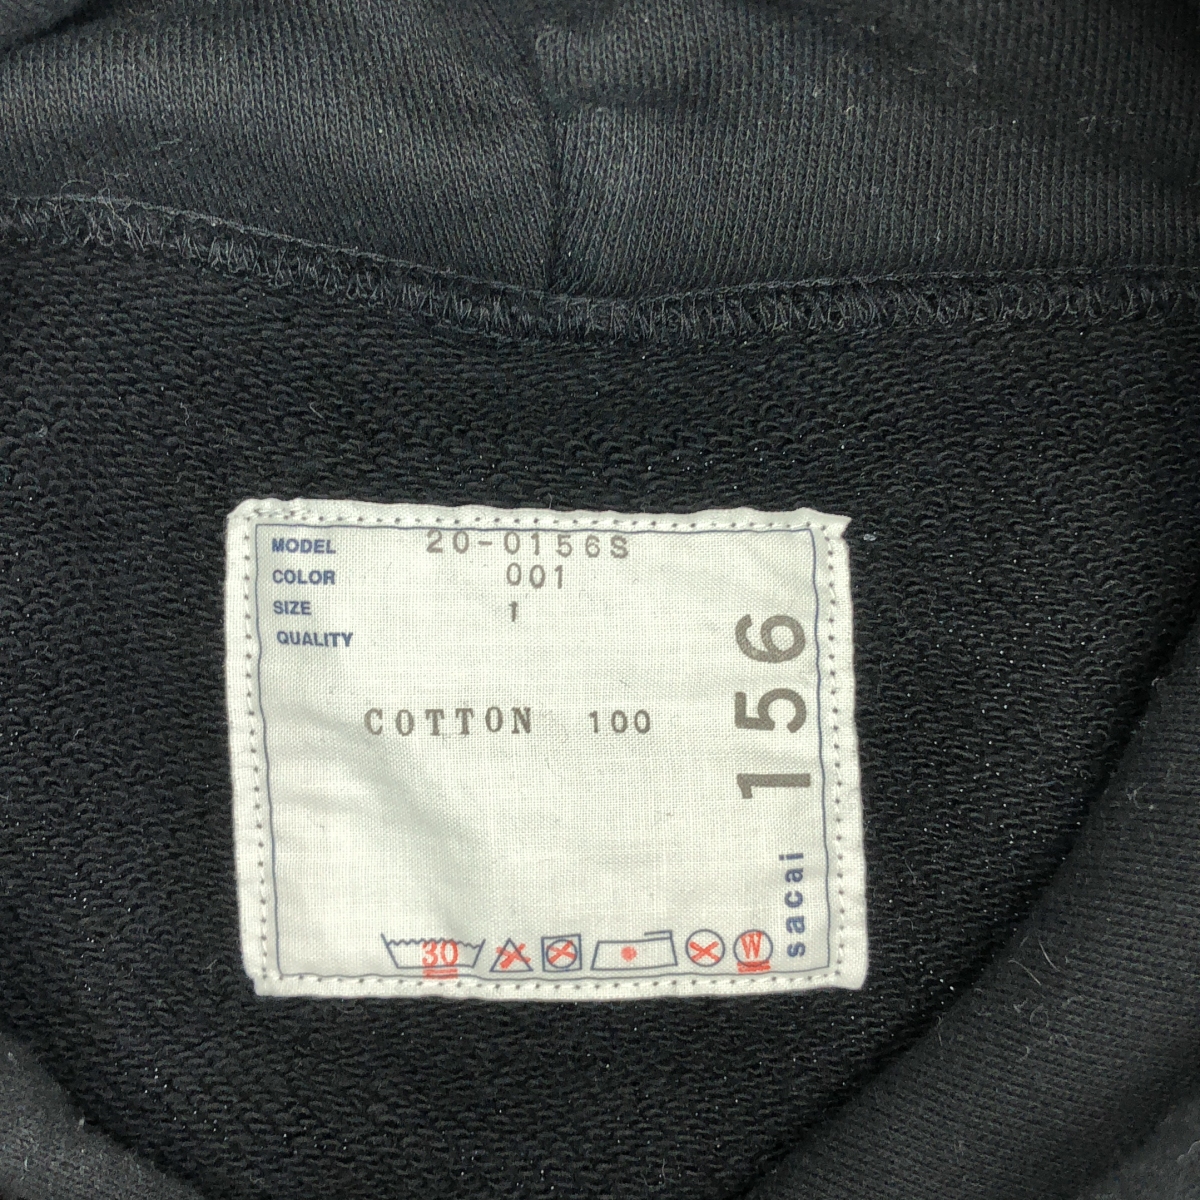 MODEL 20-0156S
COLOR 001
SIZE 1
QUALITY
COTTON 100
156
sacai
30
W